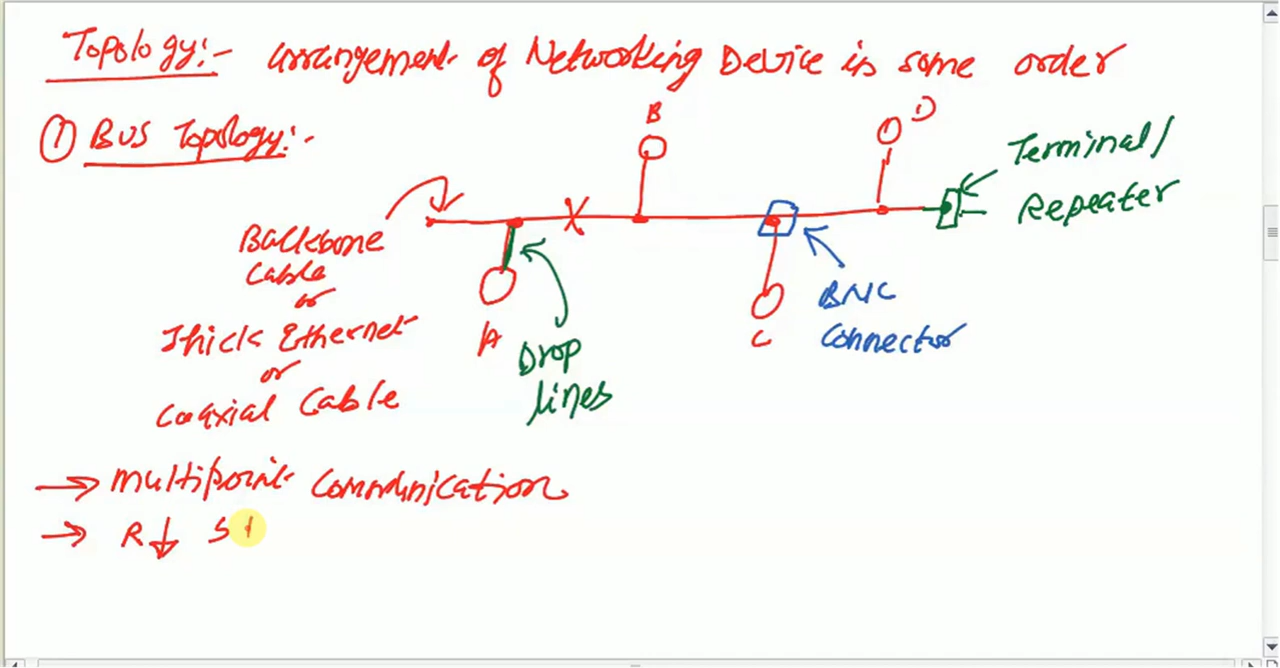 Topology:- arrangement of Networking Device in some order
① BUS Topology:-
B
D
Terminal/
Repeater
Backbone
Cable
or
Thick Ethernet
or
Coaxial Cable
A
Drop
lines
C
BNC
Connector
→ Multipoint Communication
→ R↓ S